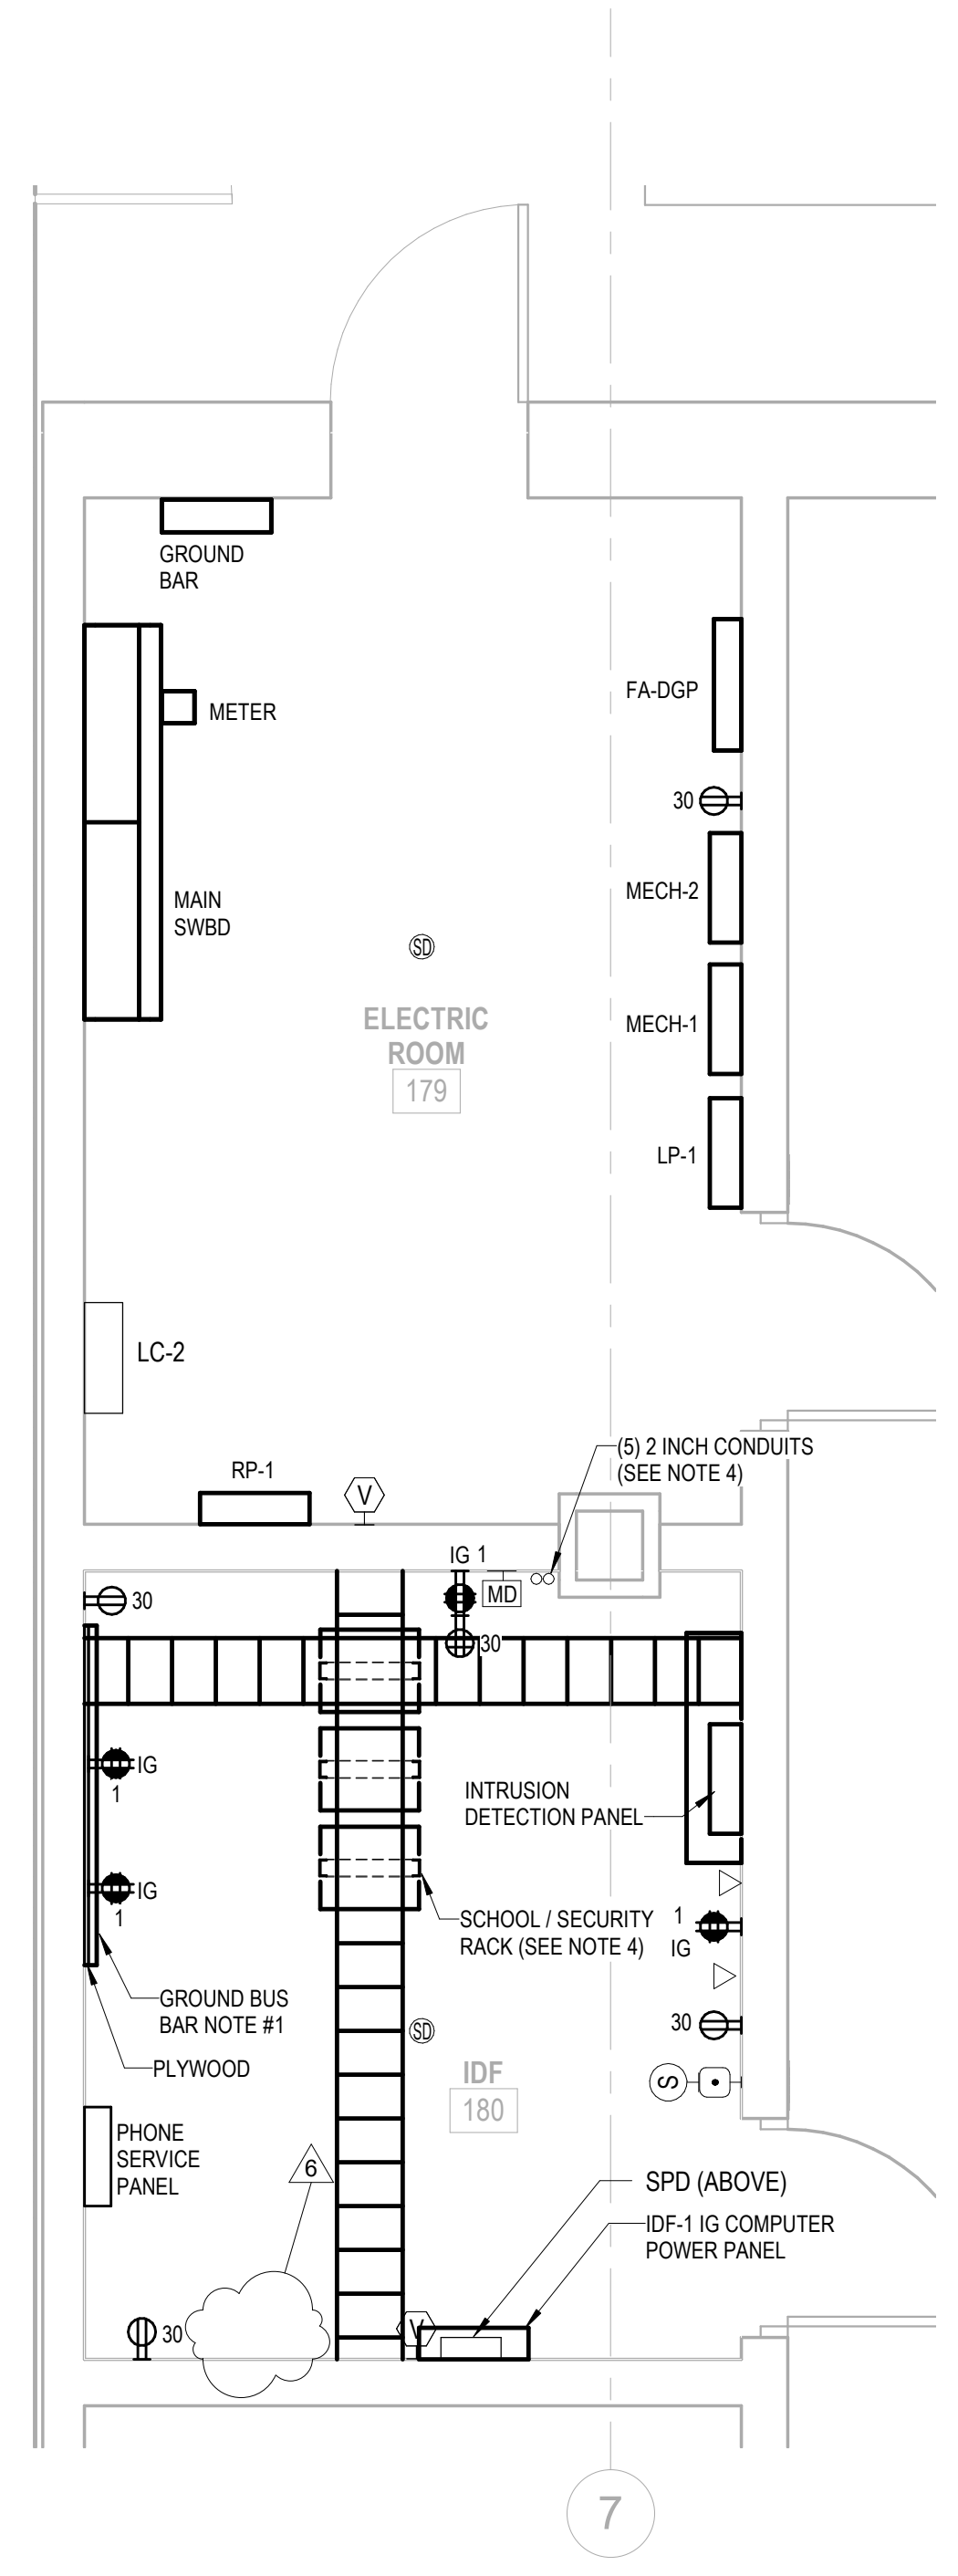 GROUND
BAR
FA-DGP
METER
30
MECH-2
MAIN
SWBD
SD
ELECTRIC
ROOM
179
MECH-1
LP-1
LC-2
(5) 2 INCH CONDUITS
(SEE NOTE 4)
RP-1
V
IG 1
MD
30
30
IG
1
INTRUSION
DETECTION PANEL
IG
1
SCHOOL / SECURITY
RACK (SEE NOTE 4)
1
IG
GROUND BUS
BAR NOTE #1
30
SD
PLYWOOD
IDF
180
S
PHONE
SERVICE
PANEL
6
SPD (ABOVE)
IDF-1 IG COMPUTER
POWER PANEL
V
30
7